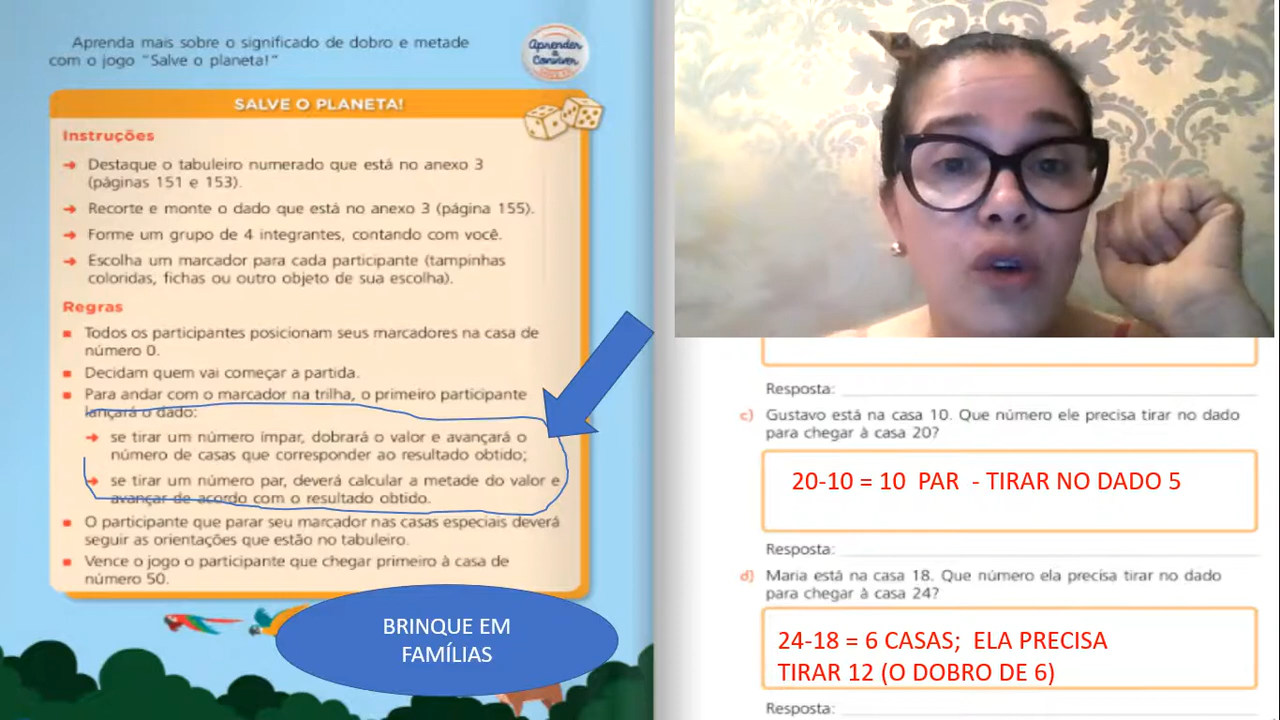 Aprenda mais sobre o significado de dobro e metade
com o jogo "Salve o planeta!"
Aprender
e
Conviver
SALVE O PLANETA!
Instruções
Destaque o tabuleiro numerado que está no anexo 3
(páginas 151 e 153).
Recorte e monte o dado que está no anexo 3 (página 155).
Forme um grupo de 4 integrantes, contando com você.
Escolha um marcador para cada participante (tampinhas
coloridas, fichas ou outro objeto de sua escolha).
Regras
Todos os participantes posicionam seus marcadores na casa de
número 0.
Decidam quem vai começar a partida.
Para andar com o marcador na trilha, o primeiro participante
lançará o dado:
se tirar um número ímpar, dobrará o valor e avançará o
número de casas que corresponder ao resultado obtido;
se tirar um número par, deverá calcular a metade do valor e
avançar de acordo com o resultado obtido.
O participante que parar seu marcador nas casas especiais deverá
seguir as orientações que estão no tabuleiro.
Vence o jogo o participante que chegar primeiro à casa de
número 50.
BRINQUE EM
FAMÍLIAS
Resposta:
c) Gustavo está na casa 10. Que número ele precisa tirar no dado
para chegar à casa 20?
20-10 = 10 PAR - TIRAR NO DADO 5
Resposta:
d) Maria está na casa 18. Que número ela precisa tirar no dado
para chegar à casa 24?
24-18 = 6 CASAS; ELA PRECISA
TIRAR 12 (O DOBRO DE 6)
Resposta: